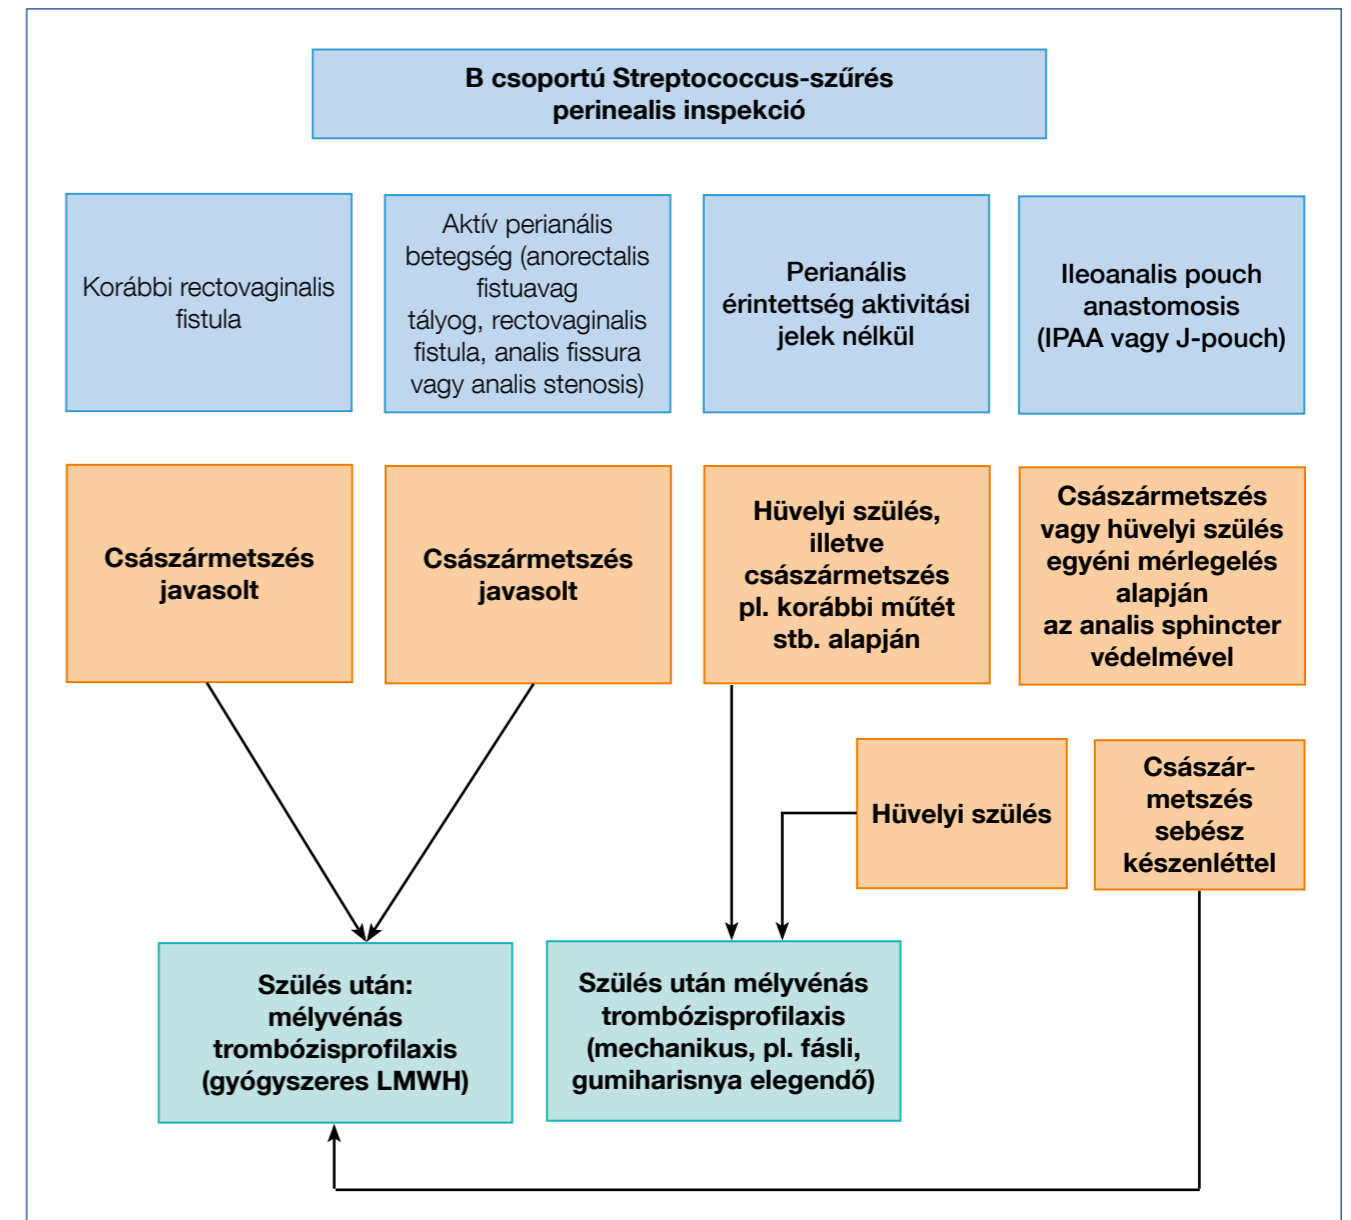 B csoportú Streptococcus-szűrés
perinealis inspekció
Korábbi rectovaginalis
fistula
Aktív perianális
betegség (anorectalis
fistuavag
tályog, rectovaginalis
fistula, analis fissura
vagy analis stenosis)
Perianális
érintettség aktivitási
jelek nélkül
Ileoanalis pouch
anastomosis
(IPAA vagy J-pouch)
Császármetszés
javasolt
Császármetszés
javasolt
Hüvelyi szülés,
illetve
császármetszés
pl. korábbi műtét
stb. alapján
Császármetszés
vagy hüvelyi szülés
egyéni mérlegelés
alapján
az analis sphincter
védelmével
Hüvelyi szülés
Császár-
metszés
sebész
készenléttel
Szülés után:
mélyvénás
trombózisprofilaxis
(gyógyszeres LMWH)
Szülés után mélyvénás
trombózisprofilaxis
(mechanikus, pl. fásli,
gumiharisnya elegendő)